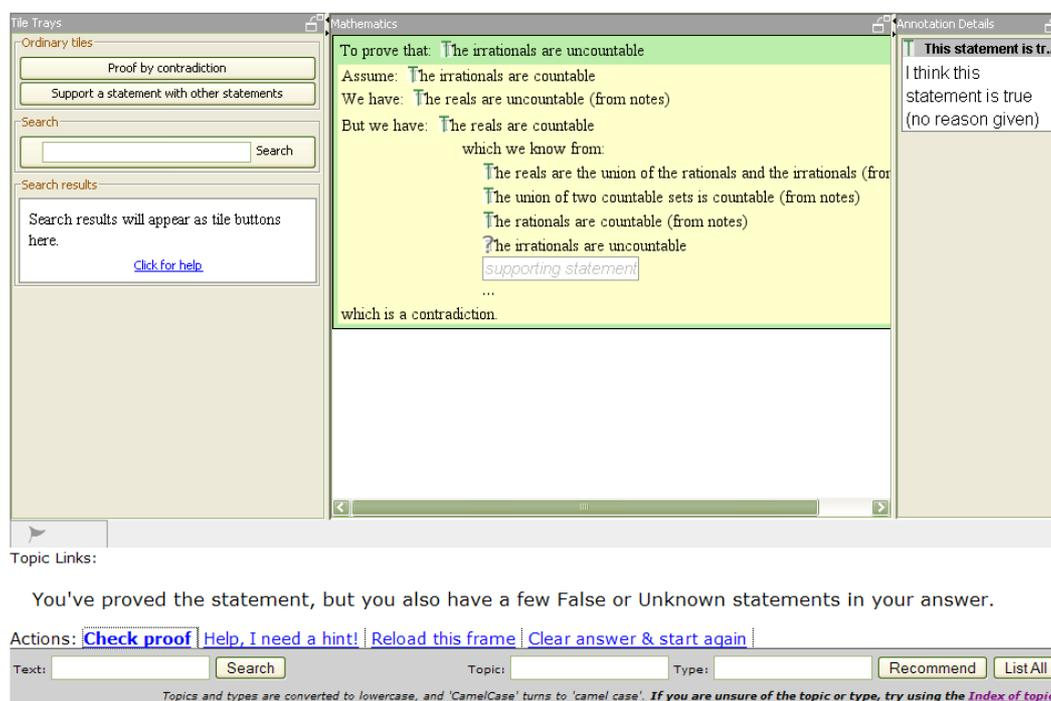 Tile Trays
Ordinary tiles
Proof by contradiction
Support a statement with other statements
Search
Search
Search results
Search results will appear as tile buttons
here.
Click for help
Mathematics
To prove that: The irrationals are uncountable
Assume: The irrationals are countable
We have: The reals are uncountable (from notes)
But we have: The reals are countable
which we know from:
The reals are the union of the rationals and the irrationals (fror
The union of two countable sets is countable (from notes)
The rationals are countable (from notes)
?he irrationals are uncountable
supporting statement
...
which is a contradiction.
Annotation Details
T This statement is tr...
I think this
statement is true
(no reason given)
Topic Links:
You've proved the statement, but you also have a few False or Unknown statements in your answer.
Actions: Check proof Help, I need a hint! Reload this frame Clear answer & start again
Text: Search Topic: Type: Recommend List All
Topics and types are converted to lowercase, and 'CamelCase' turns to 'camel case'. If you are unsure of the topic or type, try using the Index of topic